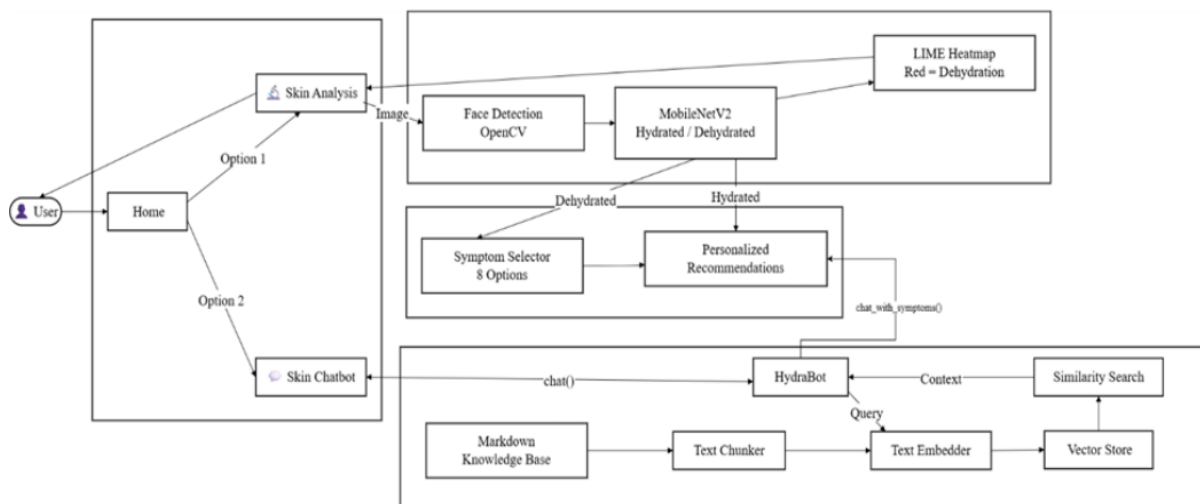 LIME Heatmap
Red = Dehydration
Skin Analysis
Image
Face Detection
OpenCV
MobileNetV2
Hydrated / Dehydrated
Option 1
User
Home
Dehydrated
Hydrated
Symptom Selector
8 Options
Personalized
Recommendations
Option 2
chat_with_symptoms()
Skin Chatbot
chat()
HydraBot
Context
Similarity Search
Query
Markdown
Knowledge Base
Text Chunker
Text Embedder
Vector Store